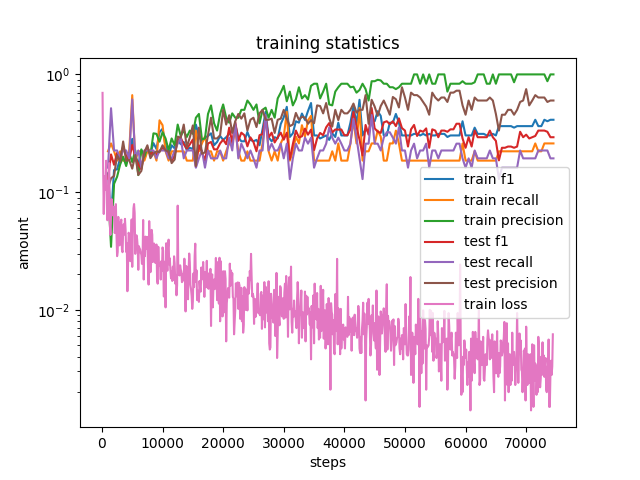 training statistics
amount
10⁰
10⁻¹
10⁻²
train f1
train recall
train precision
test f1
test recall
test precision
train loss
0 10000 20000 30000 40000 50000 60000 70000
steps